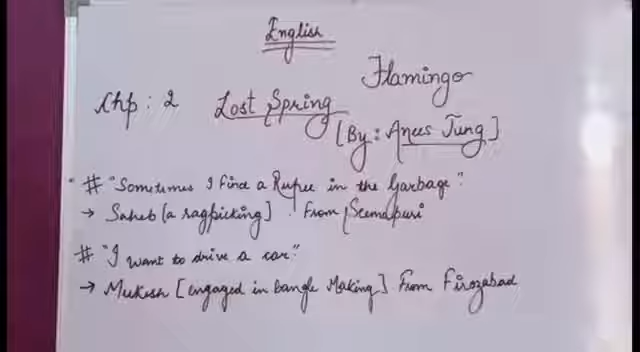 English
Flamingo
Chp : 2 Lost Spring
[By : Anees Jung]
# "Sometimes I find a Rupee in the Garbage".
→ Saheb [a ragpicking] . From Seemapuri
# "I want to drive a car."
→ Mukesh [engaged in bangle Making] From Firozabad